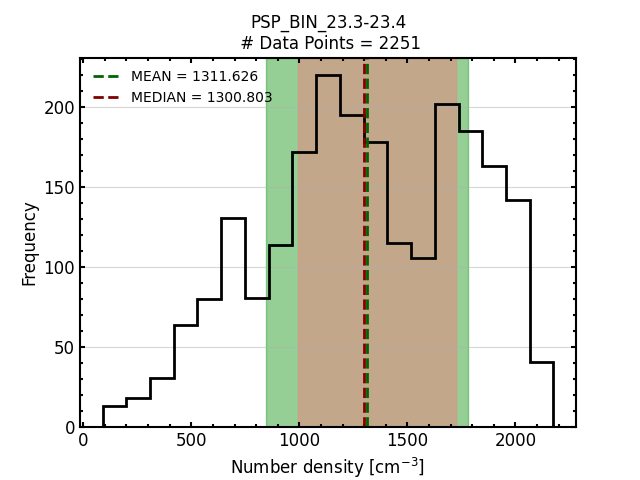 PSP_BIN_23.3-23.4
# Data Points = 2251
MEAN = 1311.626
MEDIAN = 1300.803
200
150
100
50
0
Frequency
0 500 1000 1500 2000
Number density [cm⁻³]